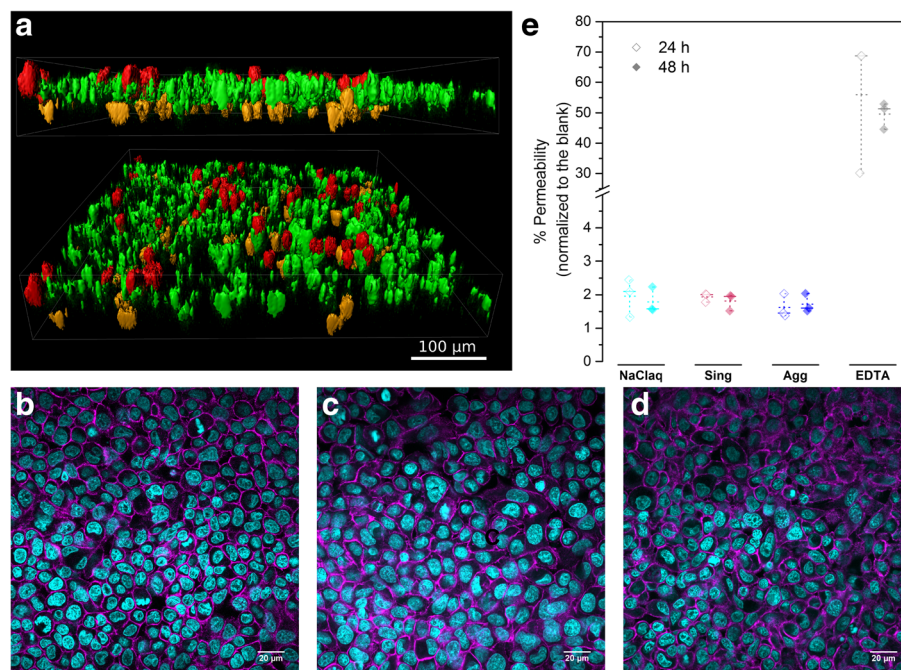 a
100 µm
e
80
70
60
50
40
30
4
3
2
1
0
% Permeability
(normalized to the blank)
24 h
48 h
NaClaq
Sing
Agg
EDTA
b
20 µm
c
20 µm
d
20 µm